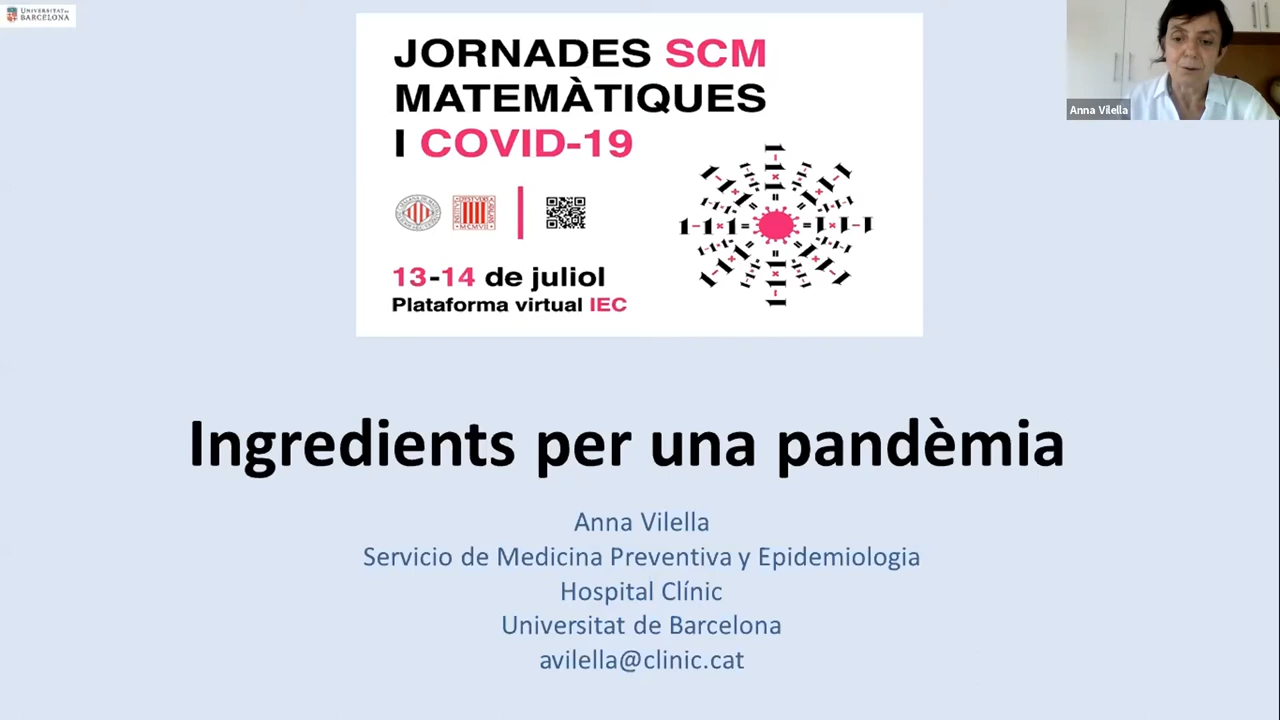 UNIVERSITAT DE
BARCELONA
JORNADES SCM
MATEMÀTIQUES
I COVID-19
13-14 de juliol
Plataforma virtual IEC
Anna Vilella
Ingredients per una pandèmia
Anna Vilella
Servicio de Medicina Preventiva y Epidemiologia
Hospital Clínic
Universitat de Barcelona
avilella@clinic.cat